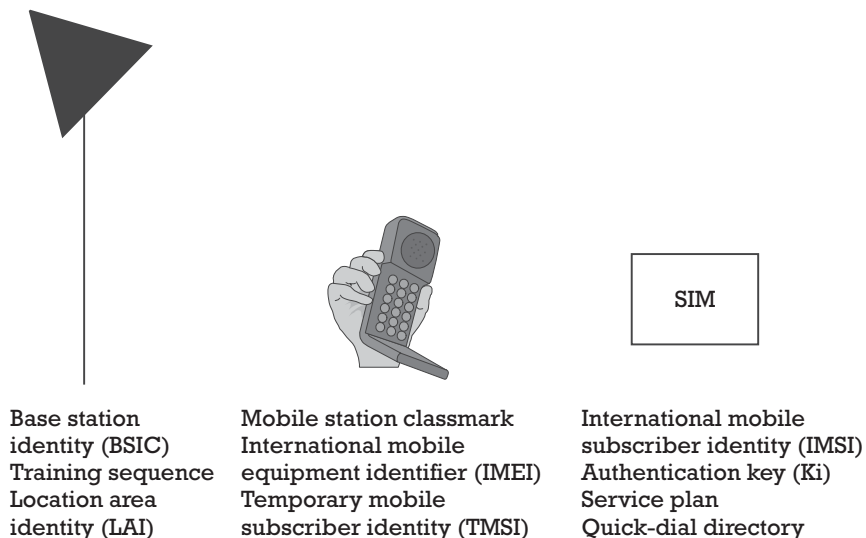 SIM
Base station
identity (BSIC)
Training sequence
Location area
identity (LAI)
Mobile station classmark
International mobile
equipment identifier (IMEI)
Temporary mobile
subscriber identity (TMSI)
International mobile
subscriber identity (IMSI)
Authentication key (Ki)
Service plan
Quick-dial directory